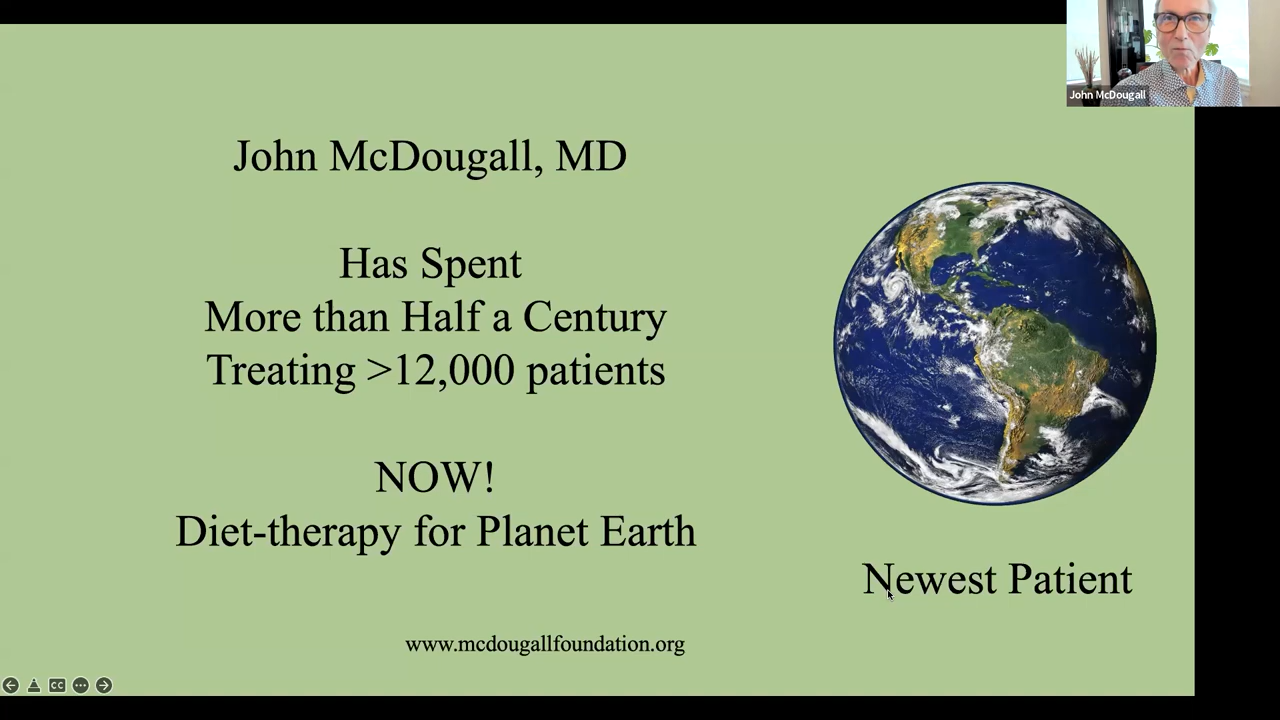 John McDougall
John McDougall, MD
Has Spent
More than Half a Century
Treating >12,000 patients
NOW!
Diet-therapy for Planet Earth
Newest Patient
www.mcdougallfoundation.org
CC